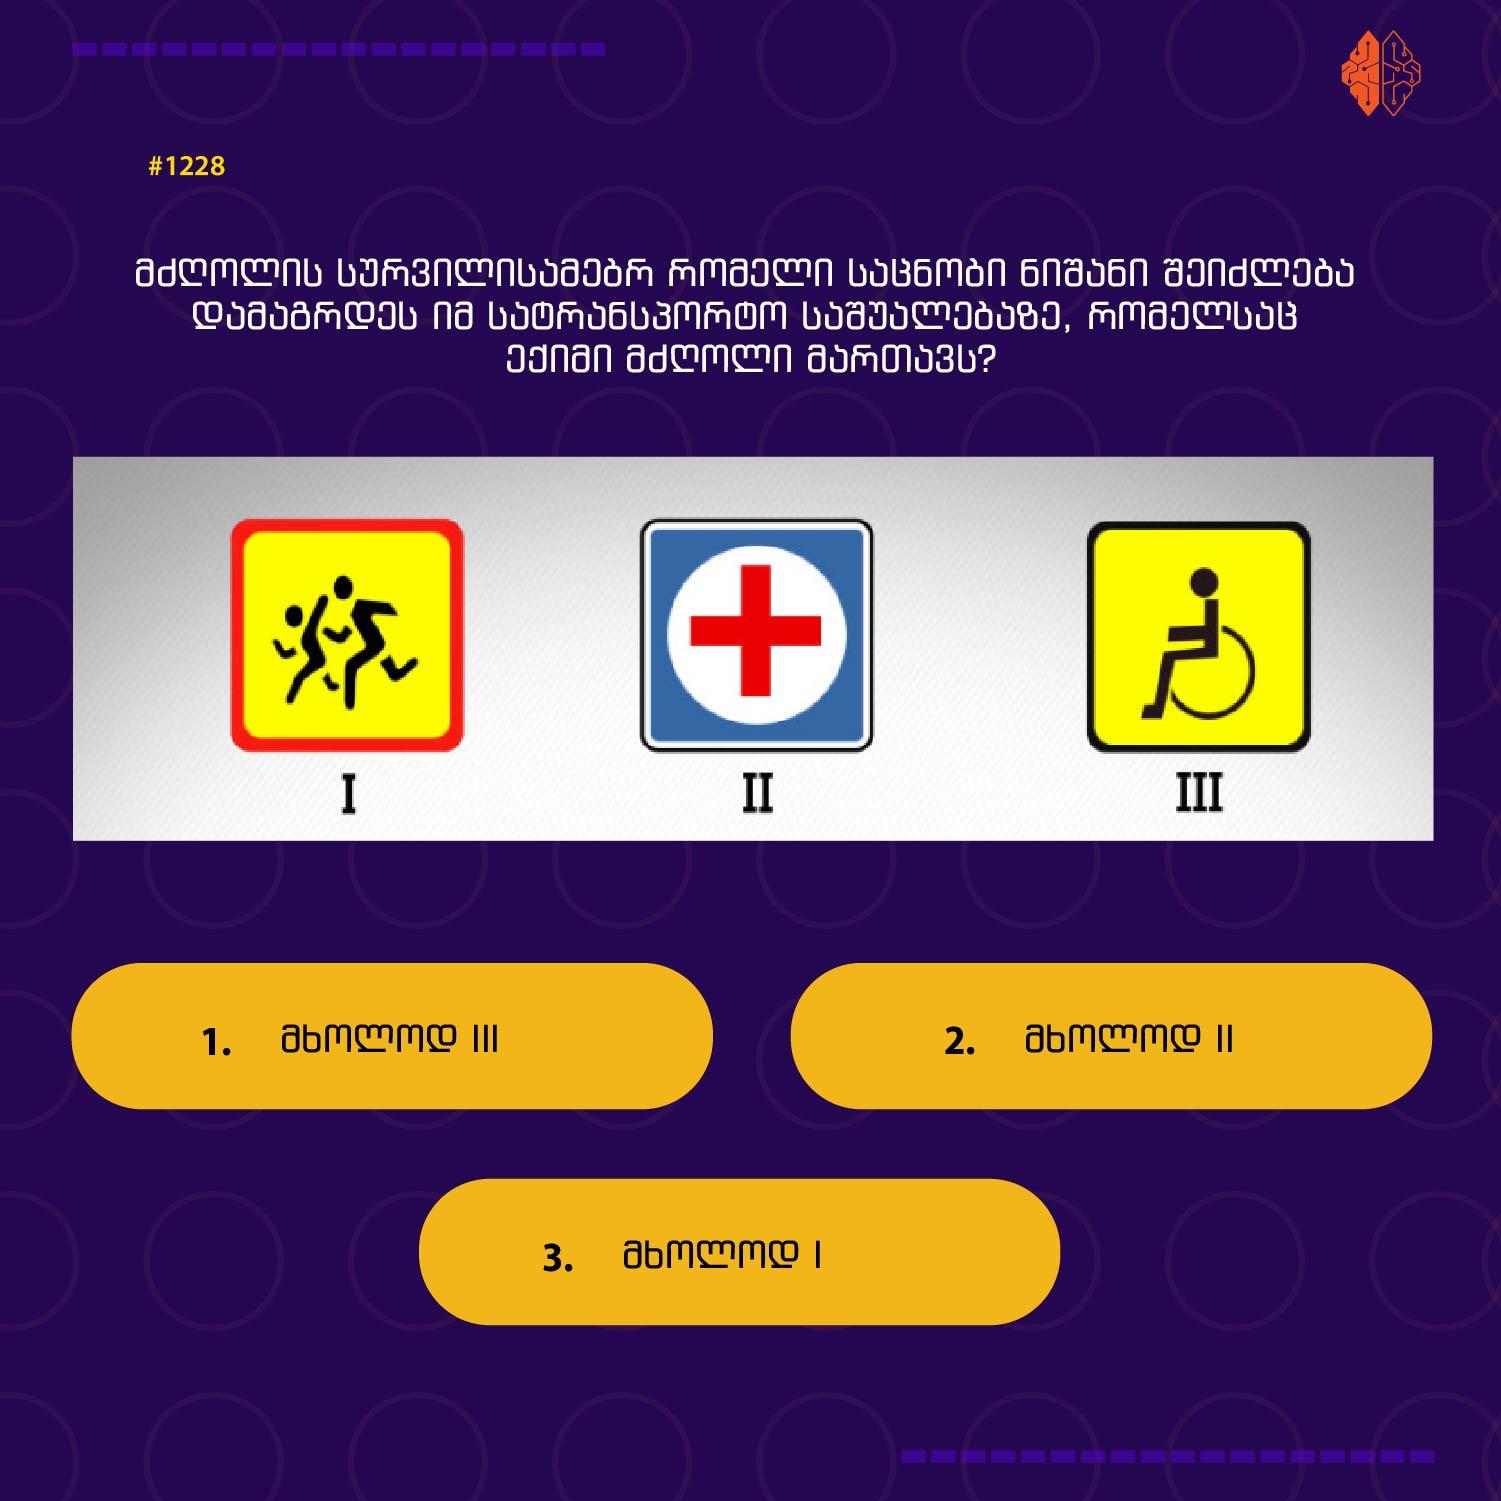 #1228
მძღოლის სურვილისამებრ რომელი საცნობი ნიშანი შეიძლება
დამაგრდეს იმ სატრანსპორტო საშუალებაზე, რომელსაც
ექიმი მძღოლი მართავს?
I II III
1. მხოლოდ III
2. მხოლოდ II
3. მხოლოდ I